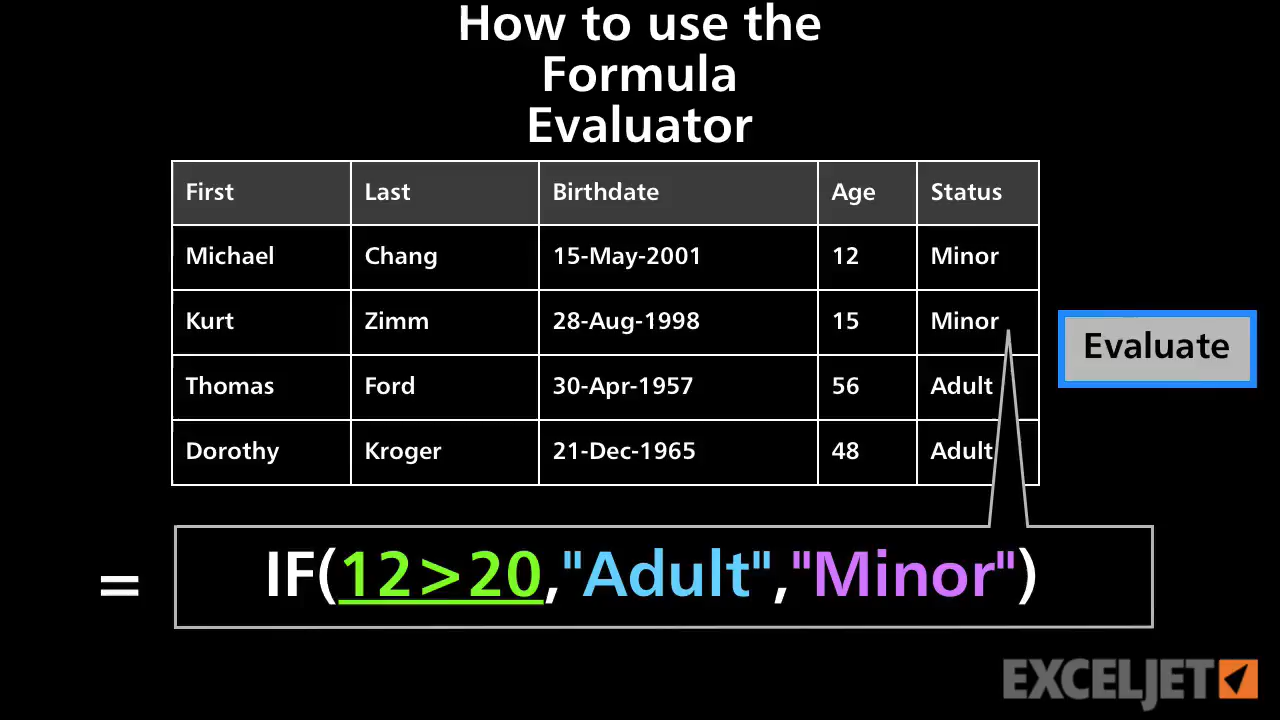 How to use the
Formula
Evaluator
First Last Birthdate Age Status
Michael Chang 15-May-2001 12 Minor
Kurt Zimm 28-Aug-1998 15 Minor
Evaluate
Thomas Ford 30-Apr-1957 56 Adult
Dorothy Kroger 21-Dec-1965 48 Adult
= IF(12>20,"Adult","Minor")
EXCELJET